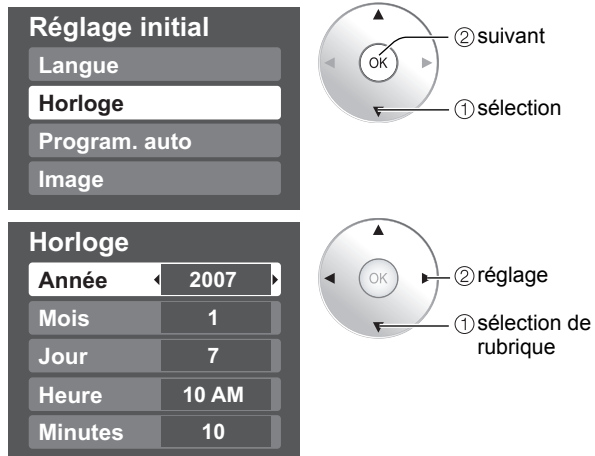 Réglage initial
Langue
Horloge
Program. auto
Image
OK
②suivant
①sélection
Horloge
Année 2007
Mois 1
Jour 7
Heure 10 AM
Minutes 10
OK
②réglage
①sélection de
rubrique